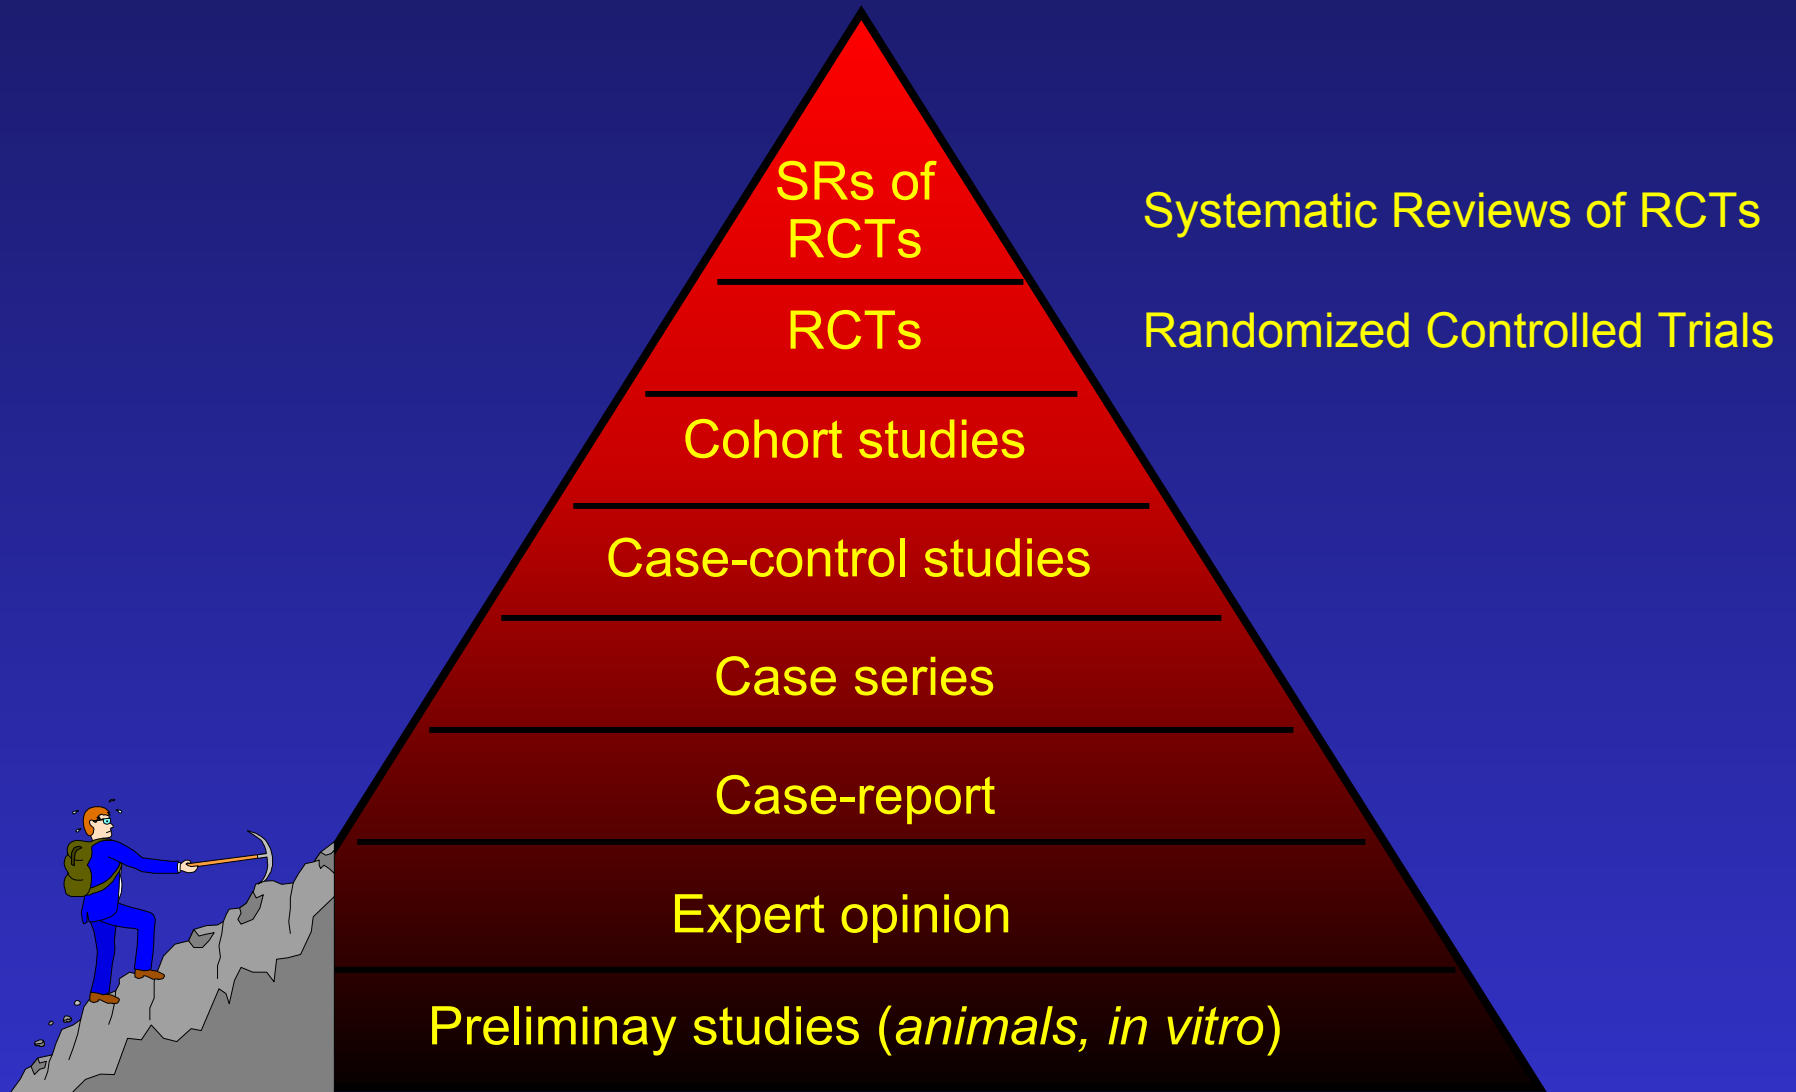 SRs of
RCTs
Systematic Reviews of RCTs
RCTs
Randomized Controlled Trials
Cohort studies
Case-control studies
Case series
Case-report
Expert opinion
Preliminay studies (animals, in vitro)